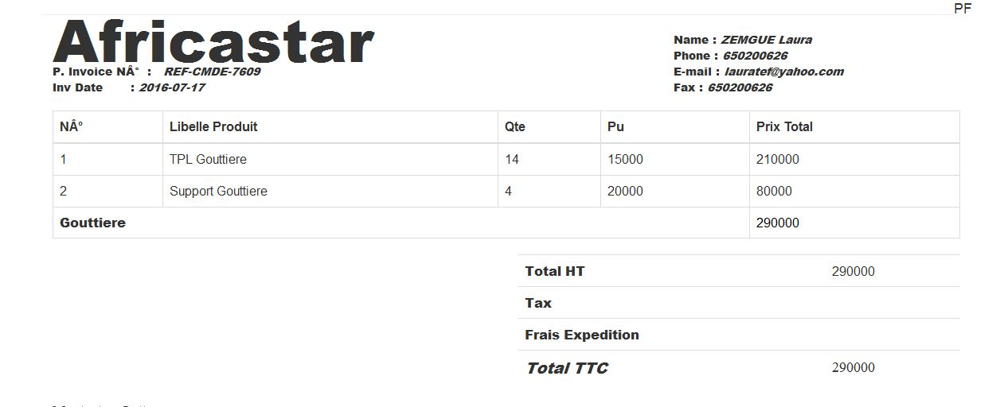 PF
Africastar
P. Invoice NÂ° : REF-CMDE-7609
Inv Date : 2016-07-17
Name : ZEMGUE Laura
Phone : 650200626
E-mail : lauratef@yahoo.com
Fax : 650200626
NÂ° Libelle Produit Qte Pu Prix Total
1 TPL Gouttiere 14 15000 210000
2 Support Gouttiere 4 20000 80000
Gouttiere 290000
Total HT 290000
Tax
Frais Expedition
Total TTC 290000